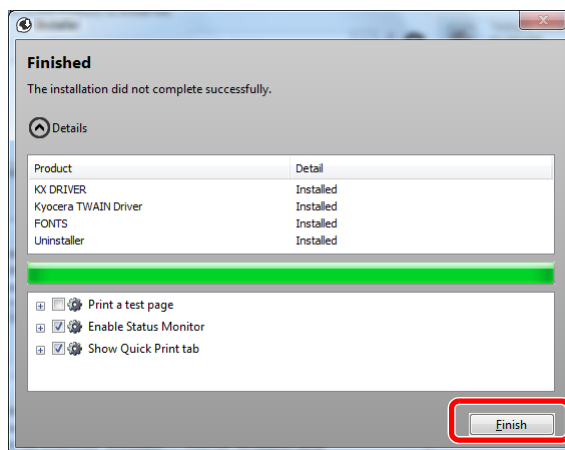 Finished
The installation did not complete successfully.
Details
Product Detail
KX DRIVER Installed
Kyocera TWAIN Driver Installed
FONTS Installed
Uninstaller Installed
Print a test page
Enable Status Monitor
Show Quick Print tab
Finish